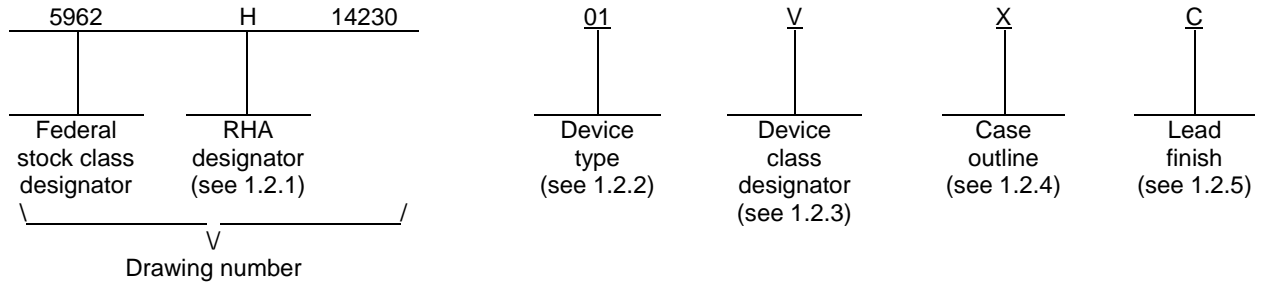 5962 H 14230 01 V X C
Federal RHA Device Device Case Lead
stock class designator type class outline finish
designator (see 1.2.1) (see 1.2.2) designator (see 1.2.4) (see 1.2.5)
(see 1.2.3)
Drawing number